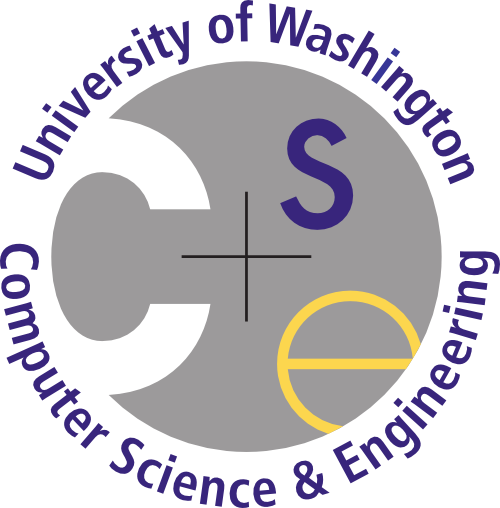 University of Washington
C S
e
Computer Science & Engineering